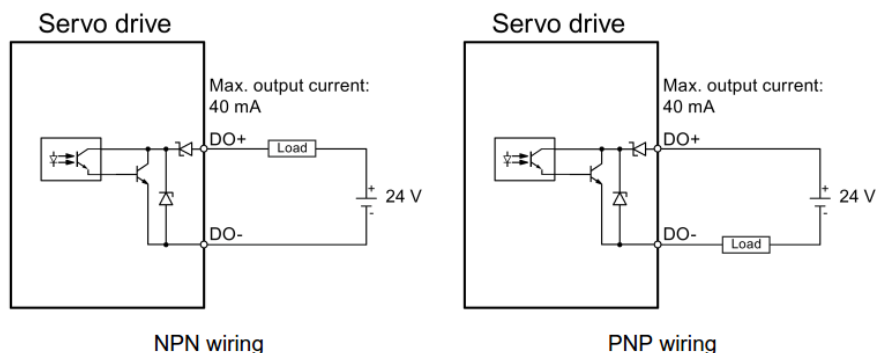 Servo drive
Max. output current:
40 mA
DO+
Load
+
24 V
-
DO-
NPN wiring
Servo drive
Max. output current:
40 mA
DO+
+
24 V
-
DO-
Load
PNP wiring